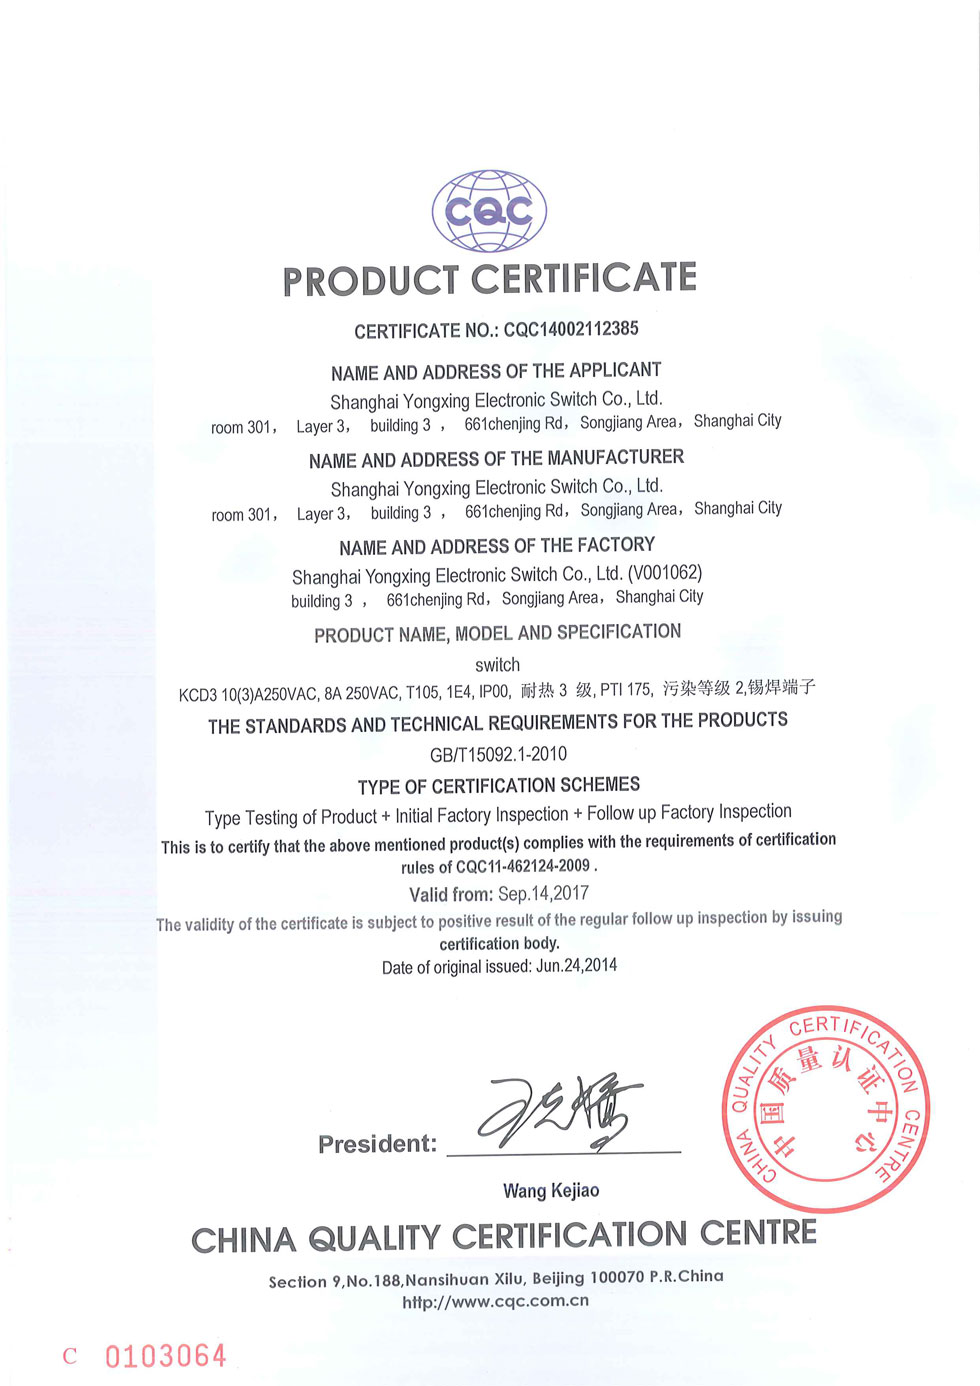 CQC
PRODUCT CERTIFICATE
CERTIFICATE NO.: CQC14002112385
NAME AND ADDRESS OF THE APPLICANT
Shanghai Yongxing Electronic Switch Co., Ltd.
room 301， Layer 3， building 3 ， 661chenjing Rd，Songjiang Area，Shanghai City
NAME AND ADDRESS OF THE MANUFACTURER
Shanghai Yongxing Electronic Switch Co., Ltd.
room 301， Layer 3， building 3 ， 661chenjing Rd，Songjiang Area，Shanghai City
NAME AND ADDRESS OF THE FACTORY
Shanghai Yongxing Electronic Switch Co., Ltd. (V001062)
building 3 ， 661chenjing Rd，Songjiang Area，Shanghai City
PRODUCT NAME, MODEL AND SPECIFICATION
switch
KCD3 10(3)A250VAC, 8A 250VAC, T105, 1E4, IP00, 耐热 3 级, PTI 175, 污染等级 2,锡焊端子
THE STANDARDS AND TECHNICAL REQUIREMENTS FOR THE PRODUCTS
GB/T15092.1-2010
TYPE OF CERTIFICATION SCHEMES
Type Testing of Product + Initial Factory Inspection + Follow up Factory Inspection
This is to certify that the above mentioned product(s) complies with the requirements of certification
rules of CQC11-462124-2009 .
Valid from: Sep.14,2017
The validity of the certificate is subject to positive result of the regular follow up inspection by issuing
certification body.
Date of original issued: Jun.24,2014
CHINA QUALITY CERTIFICATION CENTRE
中国质量认证中心
President:
王克娇
Wang Kejiao
CHINA QUALITY CERTIFICATION CENTRE
Section 9,No.188,Nansihuan Xilu, Beijing 100070 P.R.China
http://www.cqc.com.cn
C 0103064